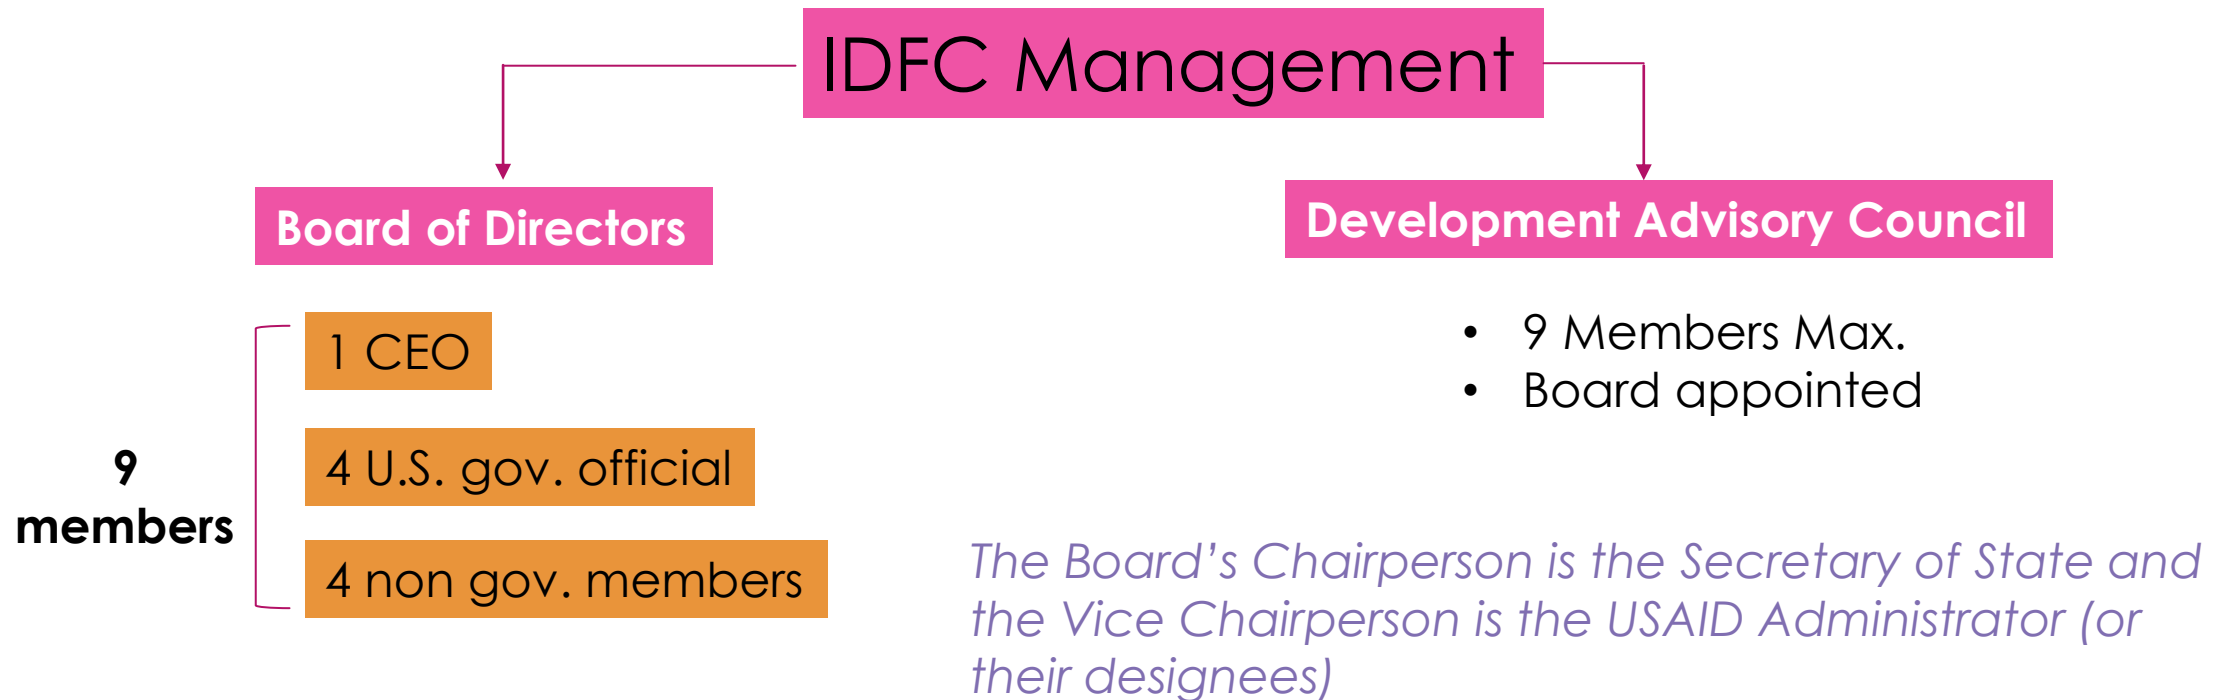 IDFC Management
Board of Directors
1 CEO
4 U.S. gov. official
4 non gov. members
9
members
Development Advisory Council
• 9 Members Max.
• Board appointed
The Board’s Chairperson is the Secretary of State and
the Vice Chairperson is the USAID Administrator (or
their designees)